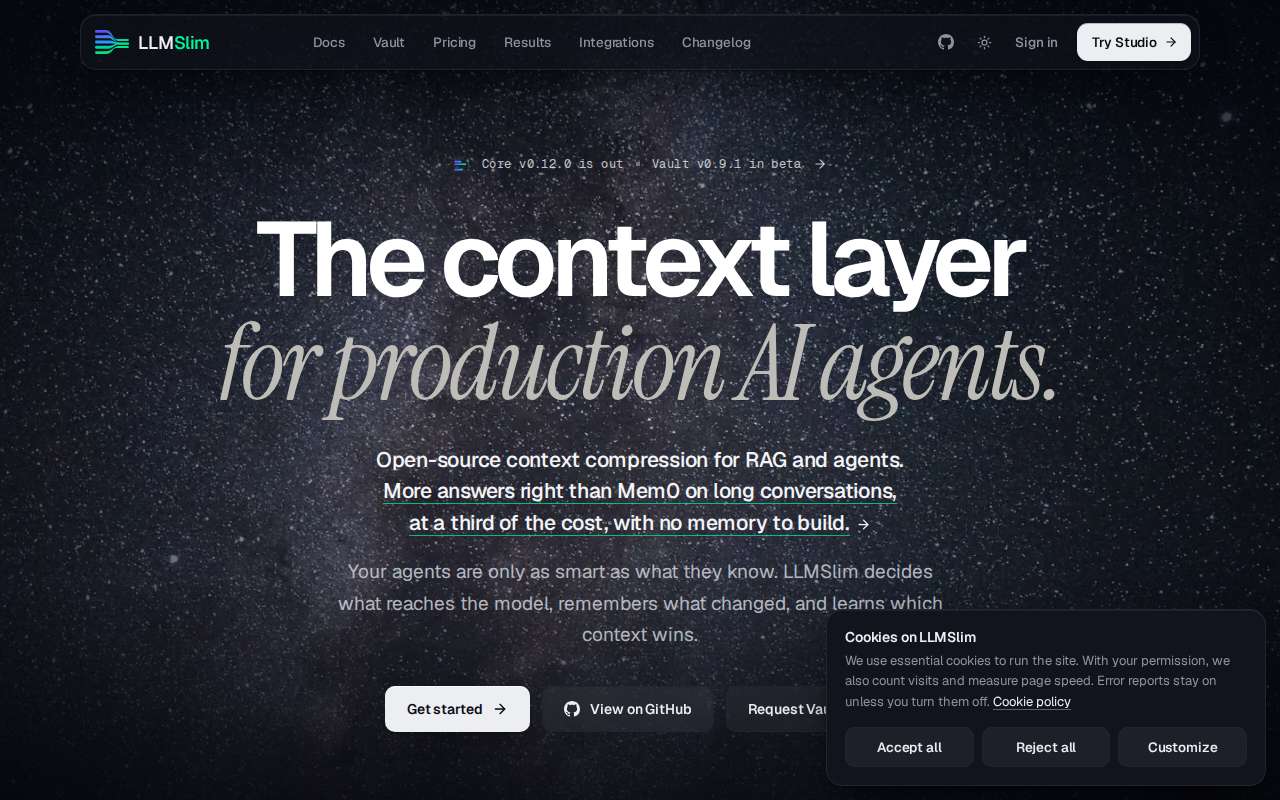 LLMSlim
Docs Vault Pricing Results Integrations Changelog
Sign in
Try Studio
Core v0.12.0 is out Vault v0.9.1 in beta
The context layer
for production AI agents.
Open-source context compression for RAG and agents.
More answers right than Mem0 on long conversations,
at a third of the cost, with no memory to build.
Your agents are only as smart as what they know. LLMSlim decides
what reaches the model, remembers what changed, and learns which
context wins.
Get started
View on GitHub
Request
Cookies on LLMSlim
We use essential cookies to run the site. With your permission, we
also count visits and measure page speed. Error reports stay on
unless you turn them off. Cookie policy
Accept all
Reject all
Customize